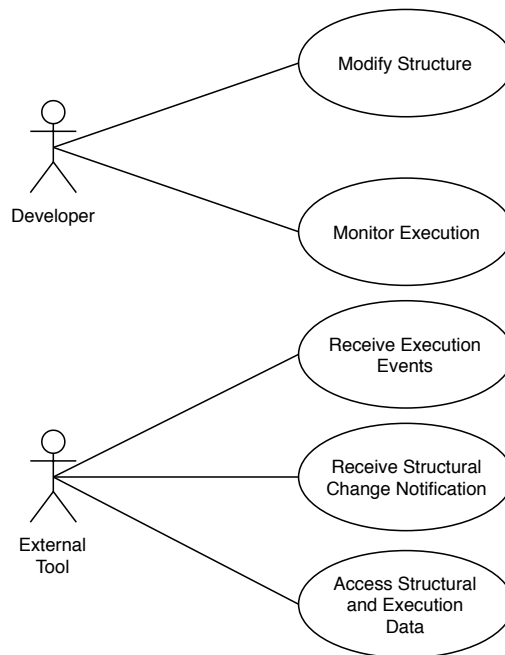 Modify Structure
Developer
Monitor Execution
Receive Execution
Events
Receive Structural
Change Notification
External
Tool
Access Structural
and Execution
Data